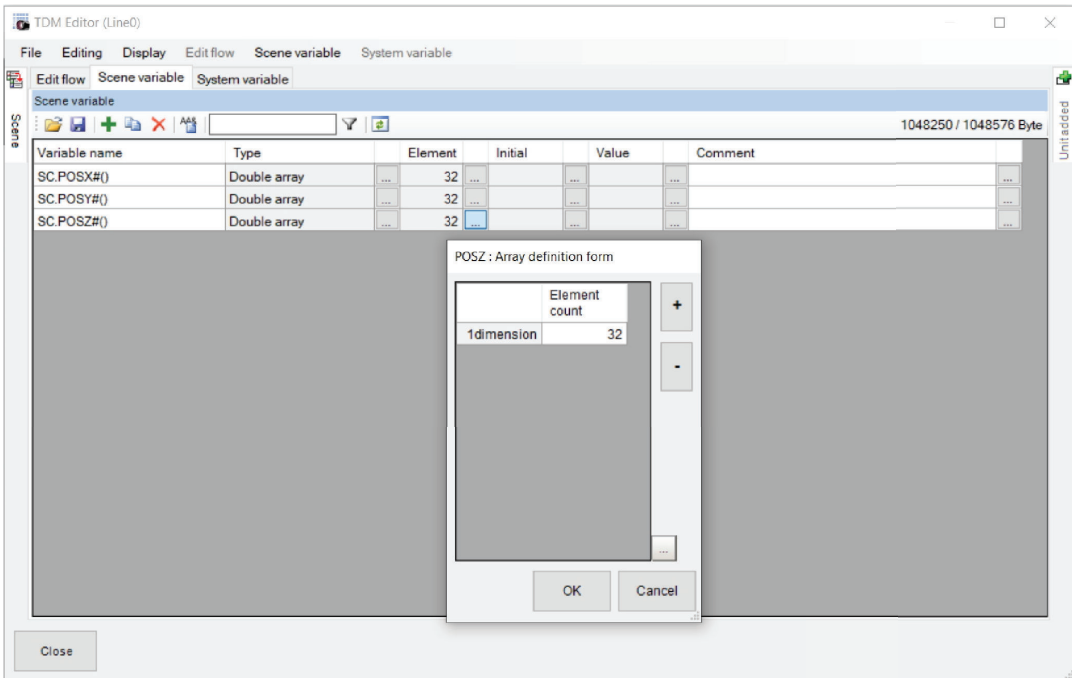 TDM Editor (Line0)
File Editing Display Edit flow Scene variable System variable
Edit flow Scene variable System variable
Scene
Scene variable
1048250 / 1048576 Byte
Unit added
Variable name Type Element Initial Value Comment
SC.POSX#() Double array ... 32 ... ... ... ...
SC.POSY#() Double array ... 32 ... ... ... ...
SC.POSZ#() Double array ... 32 ... ... ... ...
POSZ : Array definition form
Element
count
+
1dimension 32
-
...
OK Cancel
Close